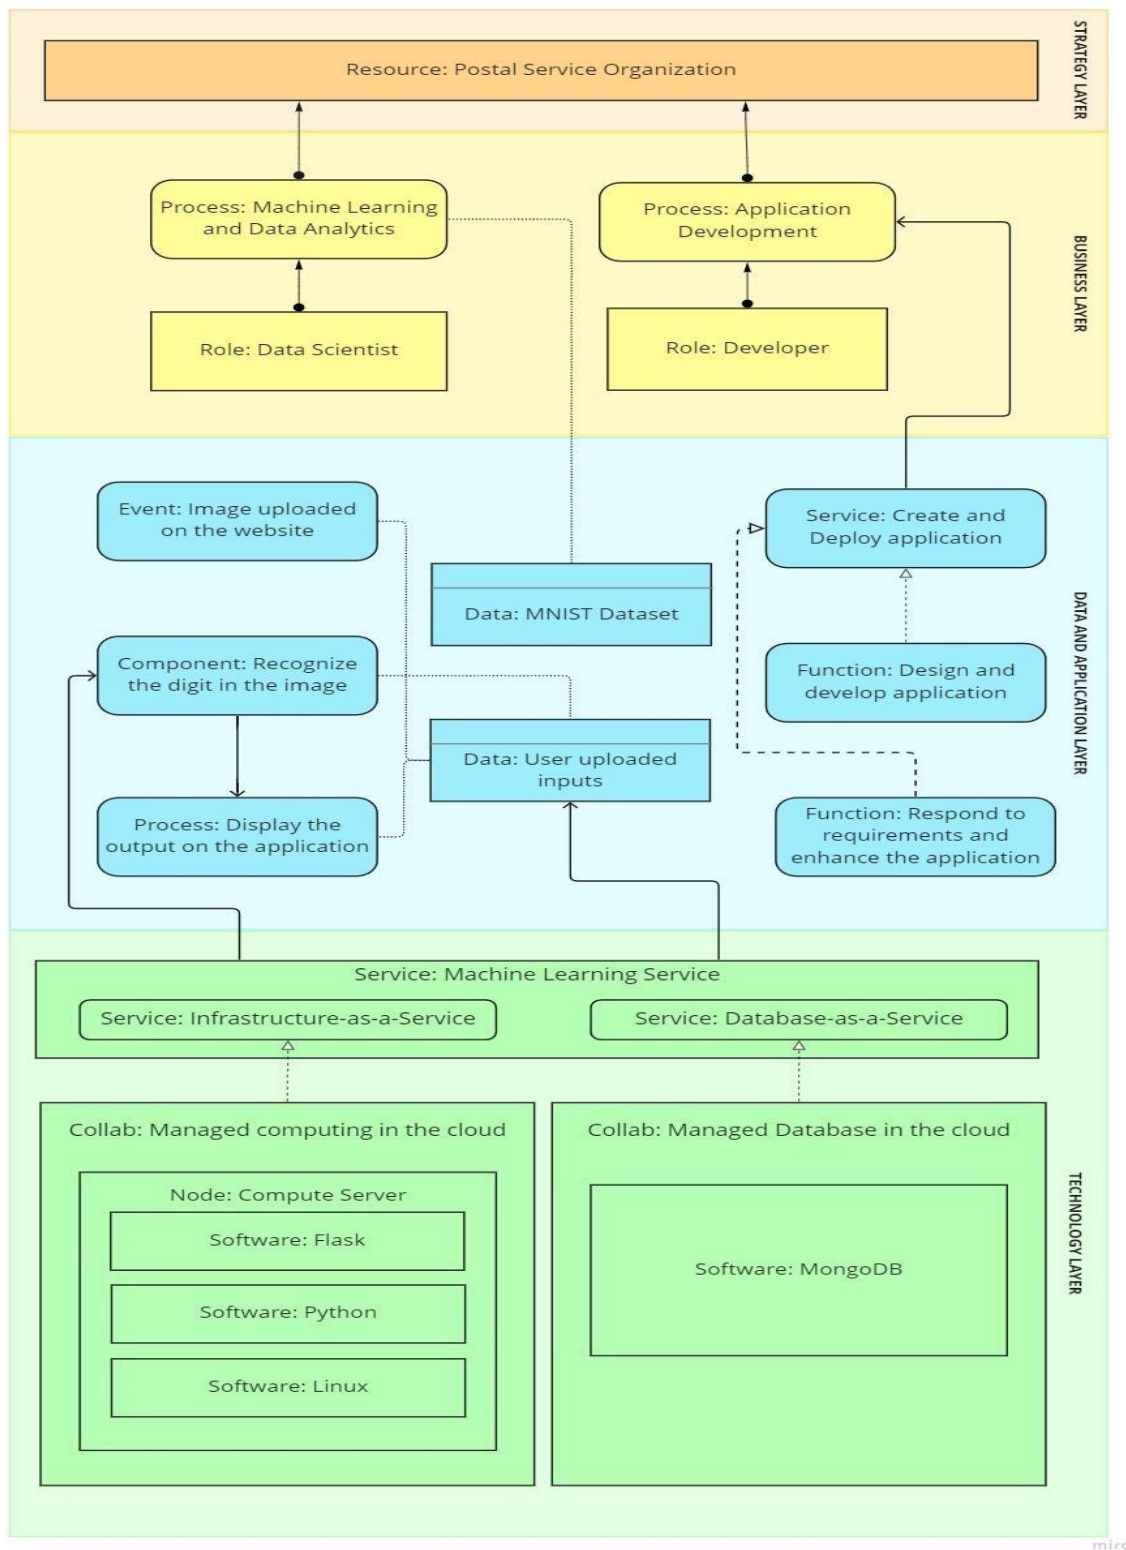 STRATEGY LAYER
Resource: Postal Service Organization
BUSINESS LAYER
Process: Machine Learning
and Data Analytics
Process: Application
Development
Role: Data Scientist
Role: Developer
DATA AND APPLICATION LAYER
Event: Image uploaded
on the website
Service: Create and
Deploy application
Data: MNIST Dataset
Component: Recognize
the digit in the image
Function: Design and
develop application
Data: User uploaded
inputs
Process: Display the
output on the application
Function: Respond to
requirements and
enhance the application
TECHNOLOGY LAYER
Service: Machine Learning Service
Service: Infrastructure-as-a-Service
Service: Database-as-a-Service
Collab: Managed computing in the cloud
Node: Compute Server
Software: Flask
Software: Python
Software: Linux
Collab: Managed Database in the cloud
Software: MongoDB